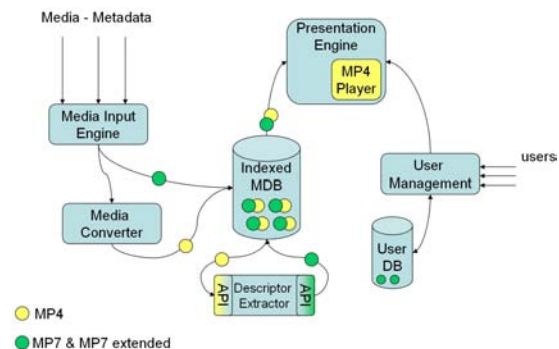 Media - Metadata
Presentation
Engine
MP4
Player
Media Input
Engine
Indexed
MDB
User
Management
users
Media
Converter
User
DB
API
Descriptor
Extractor
API
MP4
MP7 & MP7 extended